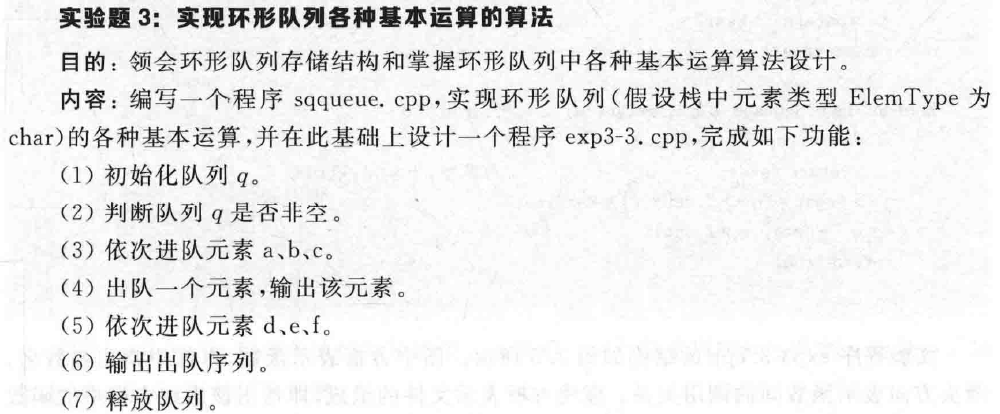 实验题 3：实现环形队列各种基本运算的算法
目的：领会环形队列存储结构和掌握环形队列中各种基本运算算法设计。
内容：编写一个程序 sqqueue.cpp,实现环形队列(假设栈中元素类型 ElemType 为
char)的各种基本运算,并在此基础上设计一个程序 exp3-3.cpp,完成如下功能：
(1) 初始化队列 q。
(2) 判断队列 q 是否非空。
(3) 依次进队元素 a、b、c。
(4) 出队一个元素,输出该元素。
(5) 依次进队元素 d、e、f。
(6) 输出出队序列。
(7) 释放队列。